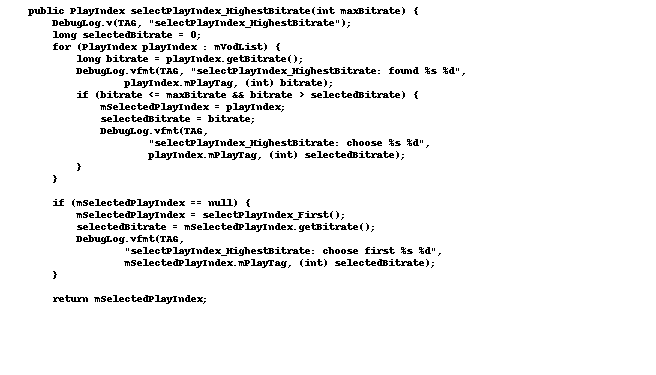 public PlayIndex selectPlayIndex_HighestBitrate(int maxBitrate) {
DebugLog.v(TAG, "selectPlayIndex_HighestBitrate");
long selectedBitrate = 0;
for (PlayIndex playIndex : mVodList) {
long bitrate = playIndex.getBitrate();
DebugLog.vfmt(TAG, "selectPlayIndex_HighestBitrate: found %s %d",
playIndex.mPlayTag, (int) bitrate);
if (bitrate <= maxBitrate && bitrate > selectedBitrate) {
mSelectedPlayIndex = playIndex;
selectedBitrate = bitrate;
DebugLog.vfmt(TAG,
"selectPlayIndex_HighestBitrate: choose %s %d",
playIndex.mPlayTag, (int) selectedBitrate);
}
}
if (mSelectedPlayIndex == null) {
mSelectedPlayIndex = selectPlayIndex_First();
selectedBitrate = mSelectedPlayIndex.getBitrate();
DebugLog.vfmt(TAG,
"selectPlayIndex_HighestBitrate: choose first %s %d",
mSelectedPlayIndex.mPlayTag, (int) selectedBitrate);
}
return mSelectedPlayIndex;